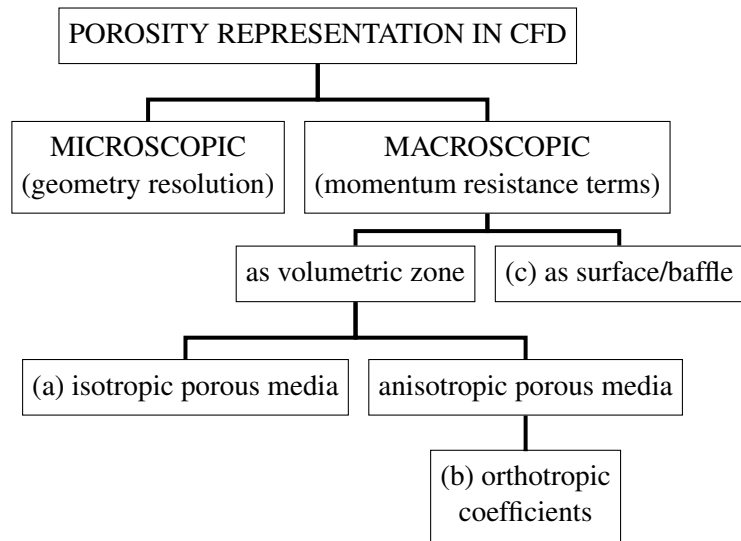 POROSITY REPRESENTATION IN CFD
MICROSCOPIC
(geometry resolution)
MACROSCOPIC
(momentum resistance terms)
as volumetric zone
(c) as surface/baffle
(a) isotropic porous media
anisotropic porous media
(b) orthotropic
coefficients